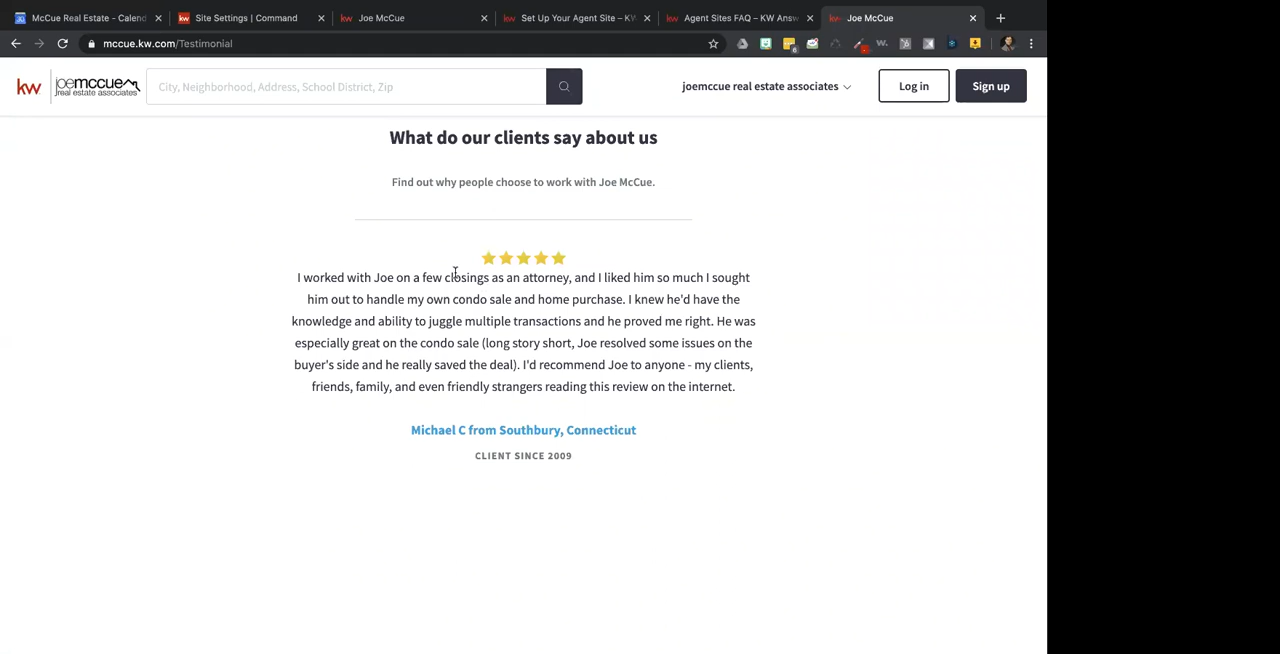 McCue Real Estate - Calend
Site Settings | Command
Joe McCue
Set Up Your Agent Site – KW
Agent Sites FAQ – KW Answ
Joe McCue
mccue.kw.com/Testimonial
6
w.
kw
joemccue
real estate associates
City, Neighborhood, Address, School District, Zip
joemccue real estate associates
Log in
Sign up
What do our clients say about us
Find out why people choose to work with Joe McCue.
I worked with Joe on a few closings as an attorney, and I liked him so much I sought
him out to handle my own condo sale and home purchase. I knew he'd have the
knowledge and ability to juggle multiple transactions and he proved me right. He was
especially great on the condo sale (long story short, Joe resolved some issues on the
buyer's side and he really saved the deal). I'd recommend Joe to anyone - my clients,
friends, family, and even friendly strangers reading this review on the internet.
Michael C from Southbury, Connecticut
CLIENT SINCE 2009